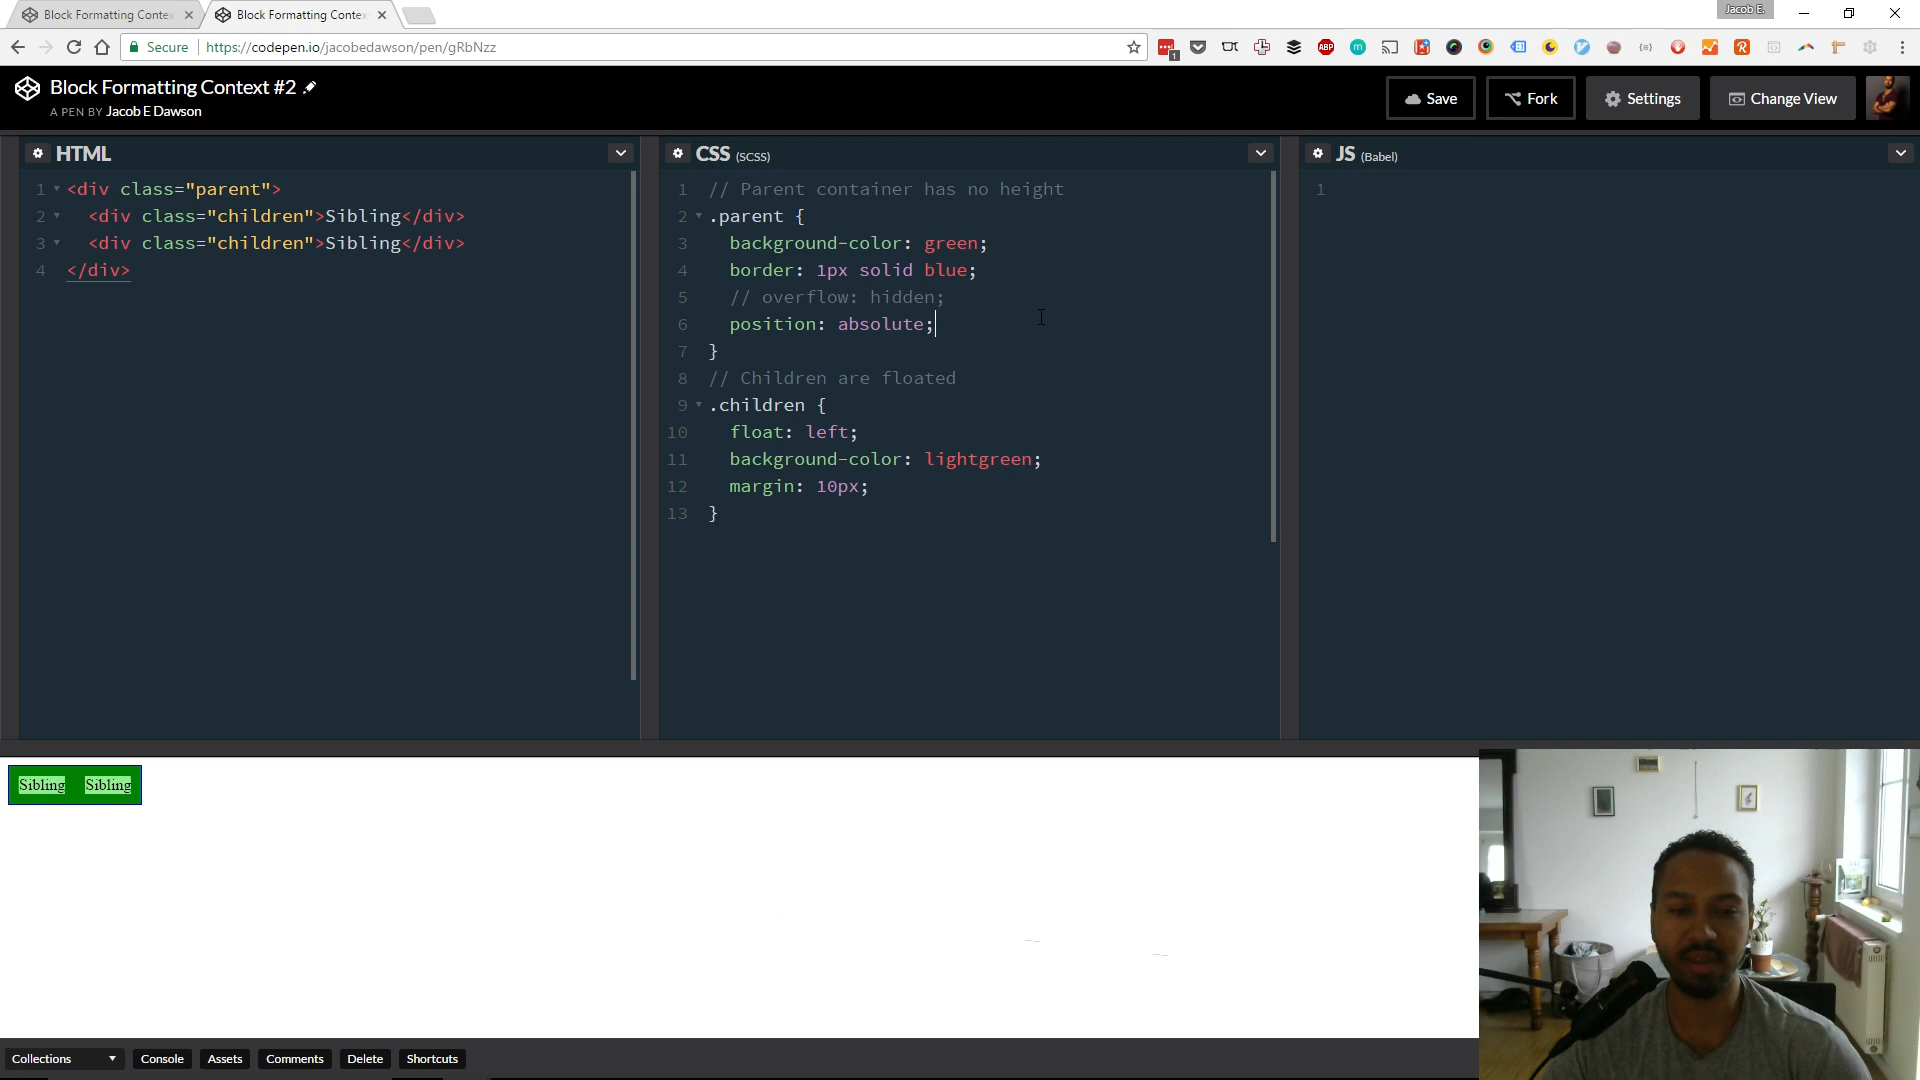 Block Formatting Conte
Block Formatting Conte
Jacob E.
Secure
https://codepen.io/jacobedawson/pen/gRbNzz
1
ABP
m
Block Formatting Context #2
A PEN BY Jacob E Dawson
Save
Fork
Settings
Change View
HTML
1 <div class="parent">
2 <div class="children">Sibling</div>
3 <div class="children">Sibling</div>
4 </div>
CSS (SCSS)
1 // Parent container has no height
2 .parent {
3 background-color: green;
4 border: 1px solid blue;
5 // overflow: hidden;
6 position: absolute;
7 }
8 // Children are floated
9 .children {
10 float: left;
11 background-color: lightgreen;
12 margin: 10px;
13 }
JS (Babel)
1
Sibling Sibling
Collections
Console
Assets
Comments
Delete
Shortcuts